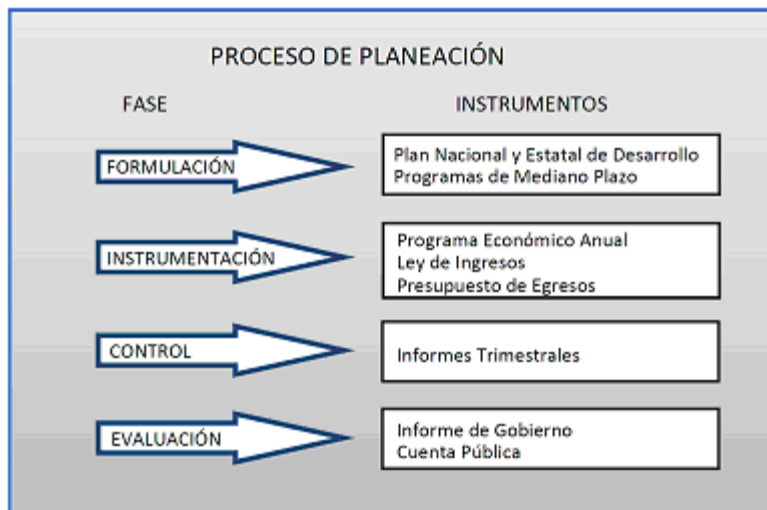 PROCESO DE PLANEACIÓN
FASE INSTRUMENTOS
FORMULACIÓN
Plan Nacional y Estatal de Desarrollo
Programas de Mediano Plazo
INSTRUMENTACIÓN
Programa Económico Anual
Ley de Ingresos
Presupuesto de Egresos
CONTROL
Informes Trimestrales
EVALUACIÓN
Informe de Gobierno
Cuenta Pública